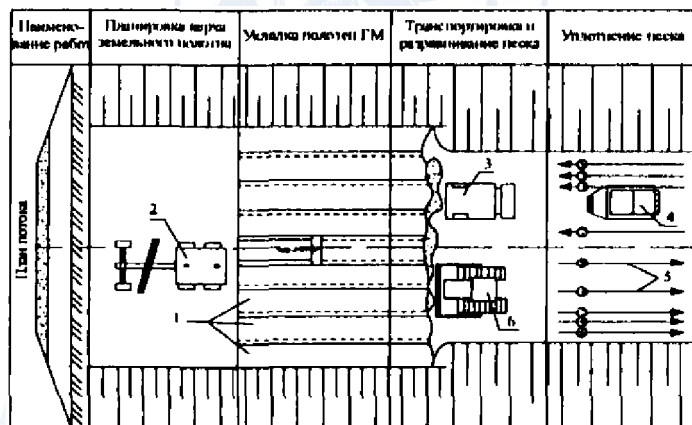 Наимено-
вание работ
Планировка верха
земельного полотна
Укладка полотен ГМ
Транспортировка и
разравнивание песка
Уплотнение песка
План потока
1
2
3
4
5
6